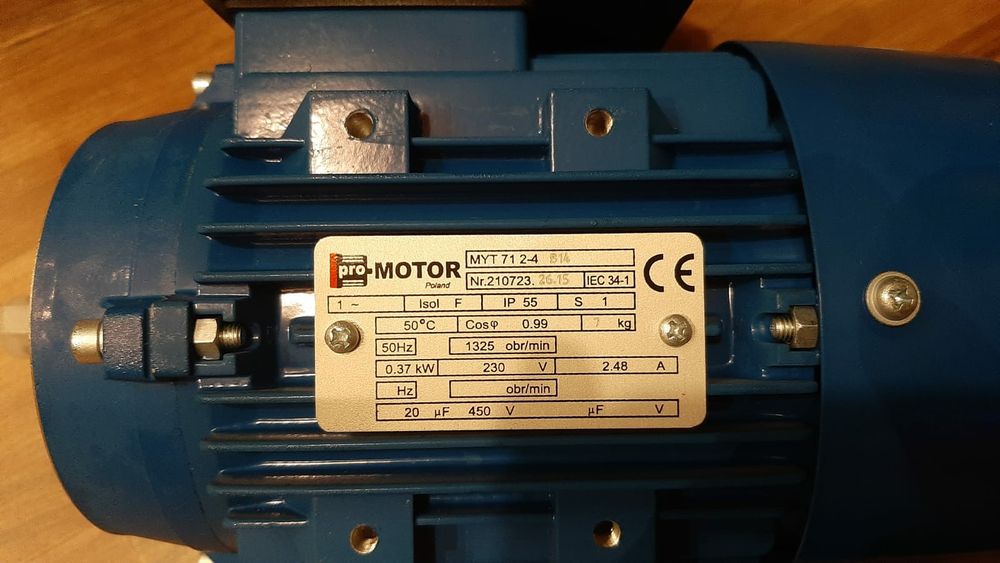 pro-MOTOR
Poland
MYT 71 2-4 B14
Nr.210723. 26.15 IEC 34-1
CE
1 ~ Isol F IP 55 S 1
50°C Cosφ 0.99 7 kg
50Hz 1325 obr/min
0.37 kW 230 V 2.48 A
Hz obr/min
20 µF 450 V µF V